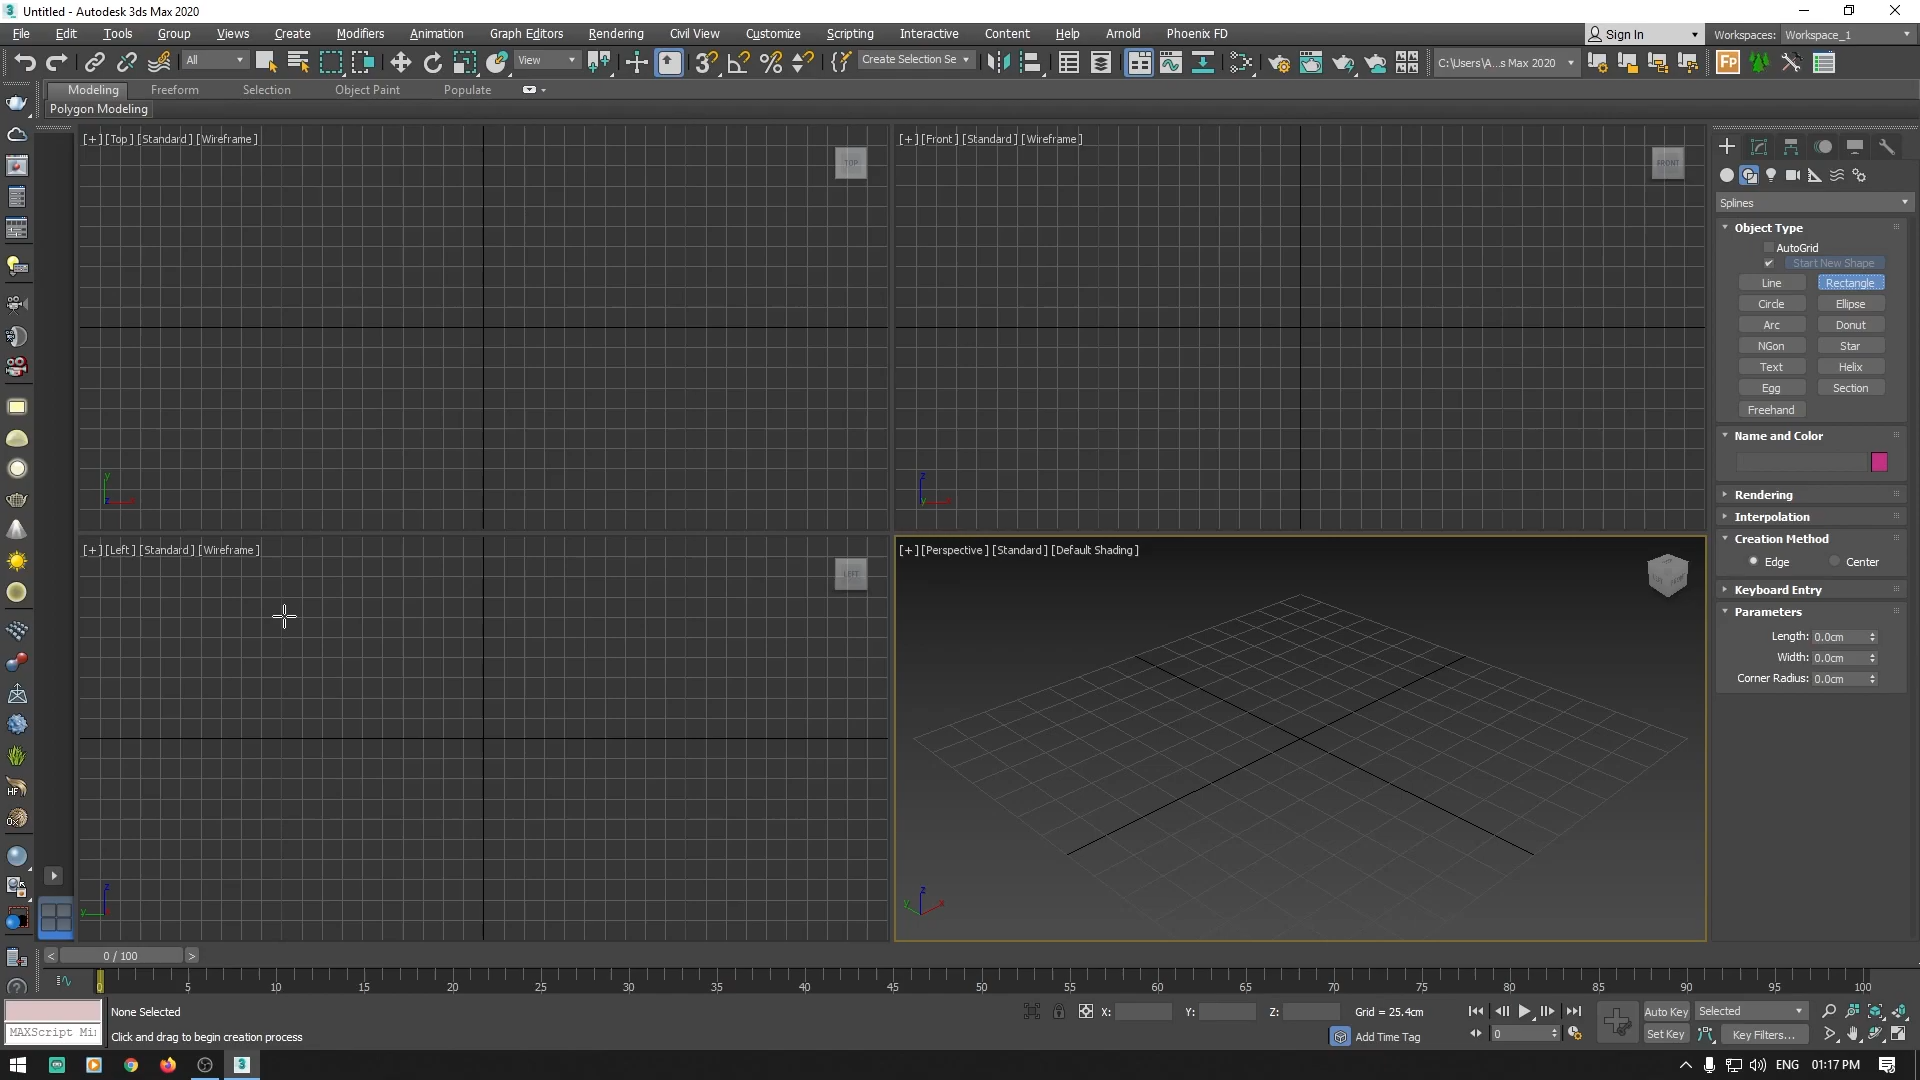 Untitled - Autodesk 3ds Max 2020
File Edit Tools Group Views Create Modifiers Animation Graph Editors Rendering Civil View Customize Scripting Interactive Content Help Arnold Phoenix FD Sign In Workspaces: Workspace_1
All View Create Selection Se C:\Users\A...s Max 2020
Modeling Freeform Selection Object Paint Populate
Polygon Modeling
[+] [Top] [Standard] [Wireframe]
TOP
[+] [Front] [Standard] [Wireframe]
FRONT
Splines
Object Type
AutoGrid
Start New Shape
Line Rectangle
Circle Ellipse
Arc Donut
NGon Star
Text Helix
Egg Section
Freehand
Name and Color
Rendering
Interpolation
Creation Method
Edge Center
Keyboard Entry
Parameters
Length: 0.0cm
Width: 0.0cm
Corner Radius: 0.0cm
[+] [Left] [Standard] [Wireframe]
LEFT
[+] [Perspective] [Standard] [Default Shading]
0 / 100
0 5 10 15 20 25 30 35 40 45 50 55 60 65 70 75 80 85 90 95 100
None Selected X: Y: Z: Grid = 25.4cm Auto Key Selected
MAXScript Mi Click and drag to begin creation process Add Time Tag 0 Set Key Key Filters...
ENG 01:17 PM